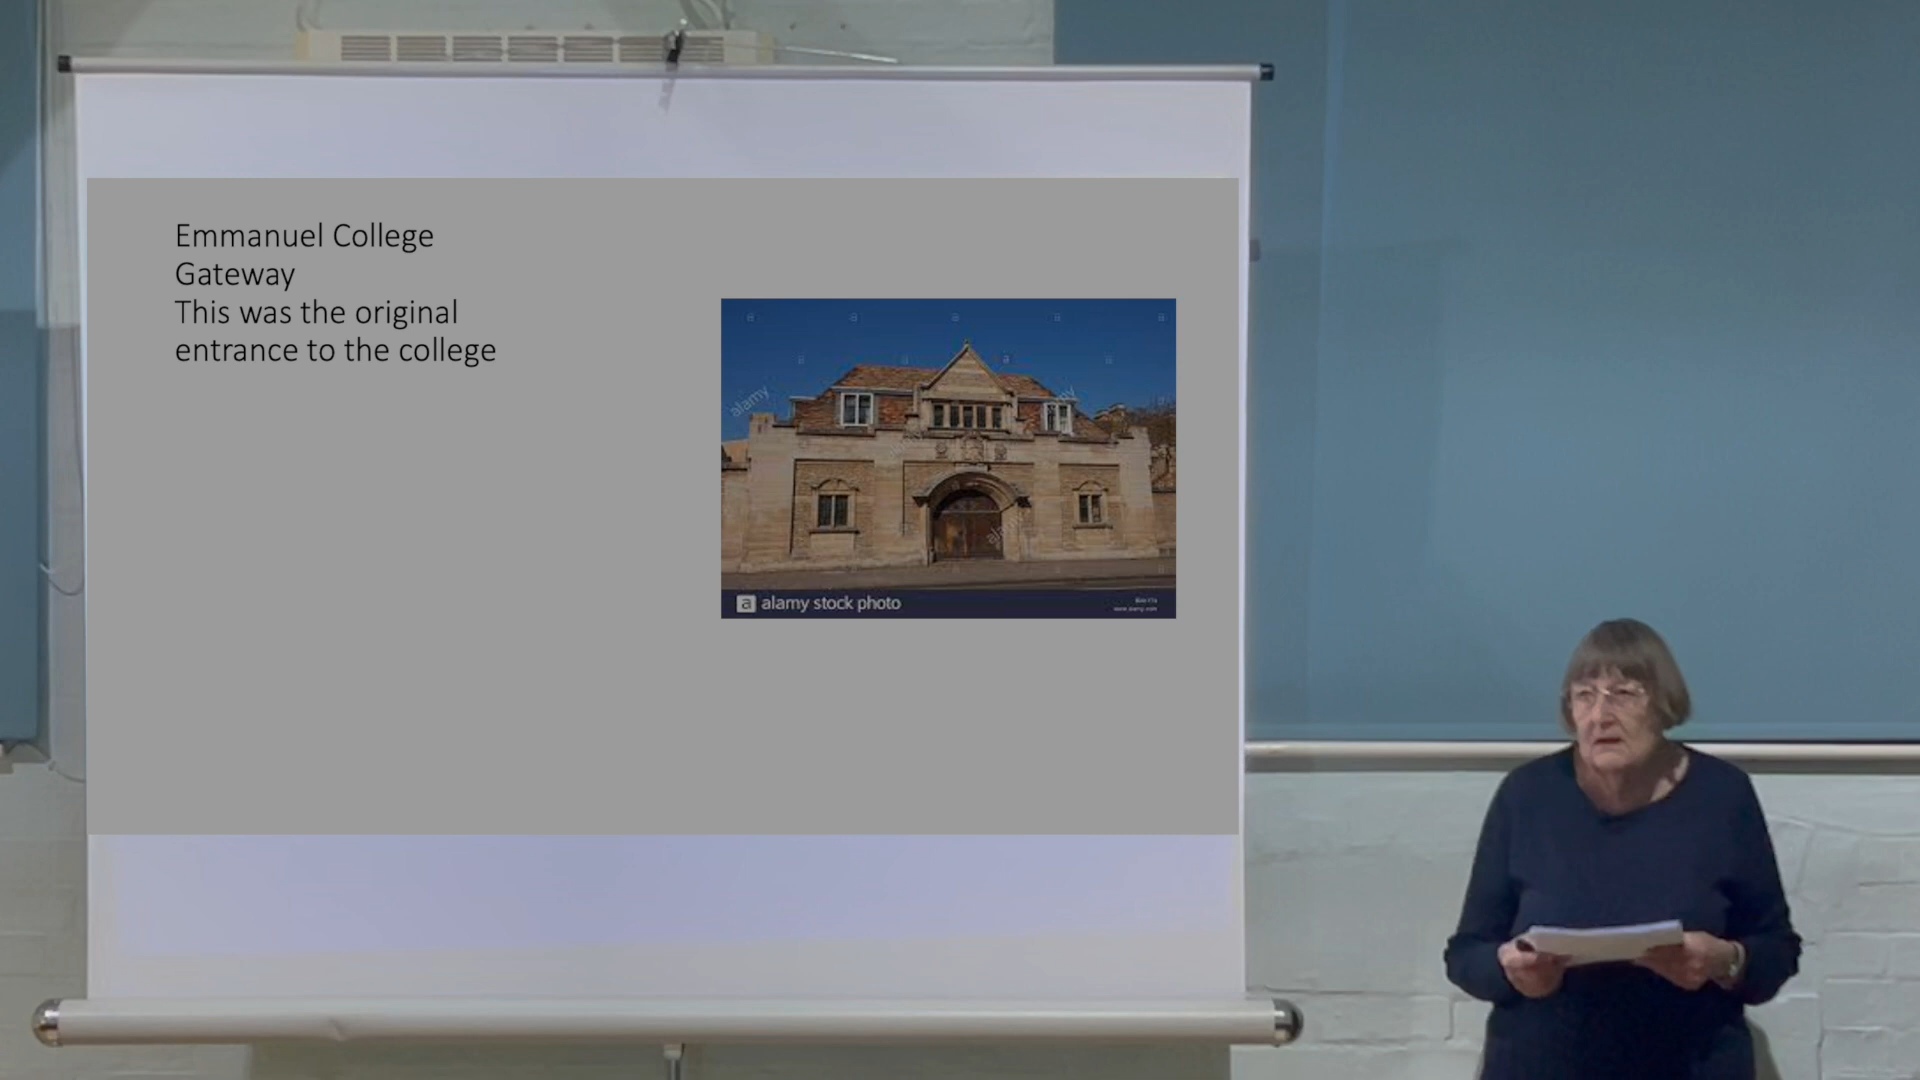 Emmanuel College
Gateway
This was the original
entrance to the college
alamy
a alamy stock photo